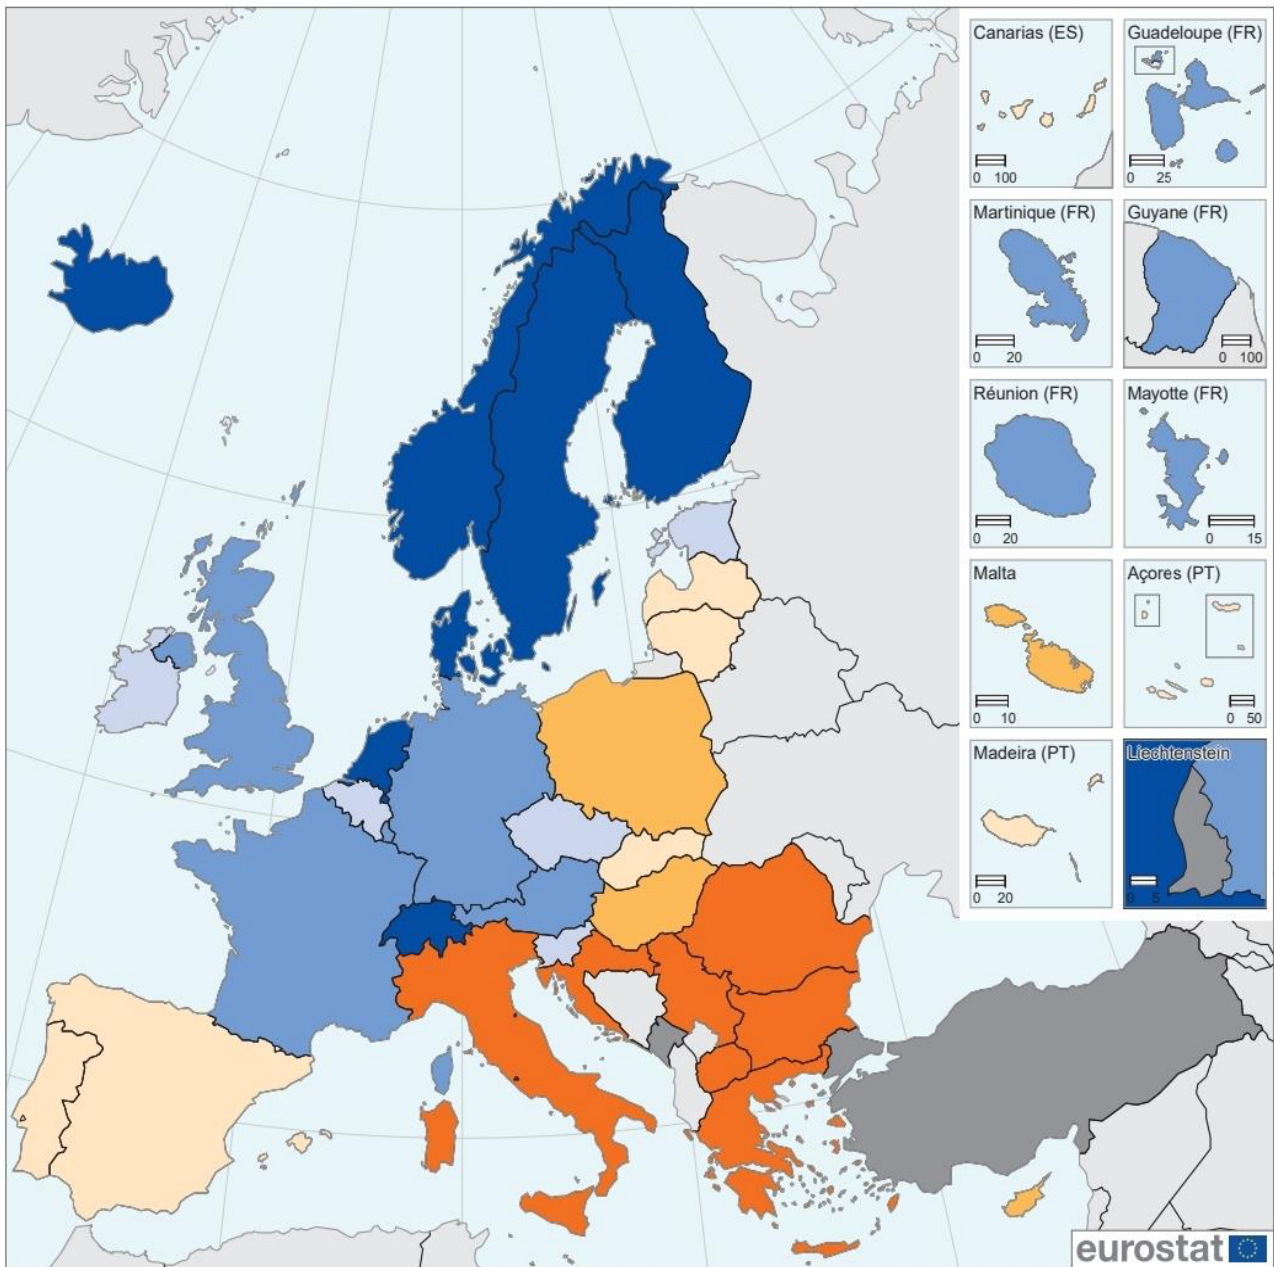 Canarias (ES)
0 100
Guadeloupe (FR)
0 25
Martinique (FR)
0 20
Guyane (FR)
0 100
Réunion (FR)
0 20
Mayotte (FR)
0 15
Malta
0 10
Açores (PT)
0 50
Madeira (PT)
0 20
Liechtenstein
0 5
eurostat